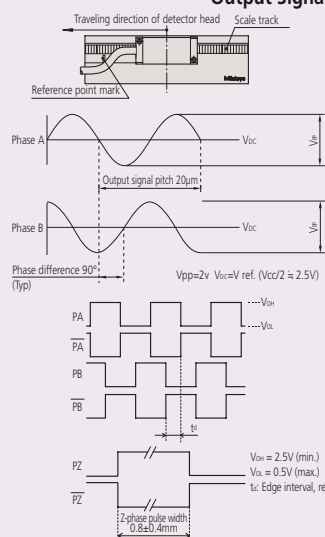 Output Signal
Traveling direction of detector head
Scale track
Mitutoyo
Reference point mark
Phase A
VDC
VPP
Output signal pitch 20μm
Phase B
VDC
VPP
Phase difference 90°
(Typ)
Vpp=2v VDC=V ref. (Vcc/2 ≒ 2.5V)
PA
VOH
VOL
PA
PB
PB
td
PZ
PZ
VOH = 2.5V (min.)
VOL = 0.5V (max.)
td: Edge interval, re
Z-phase pulse width
0.8±0.4mm